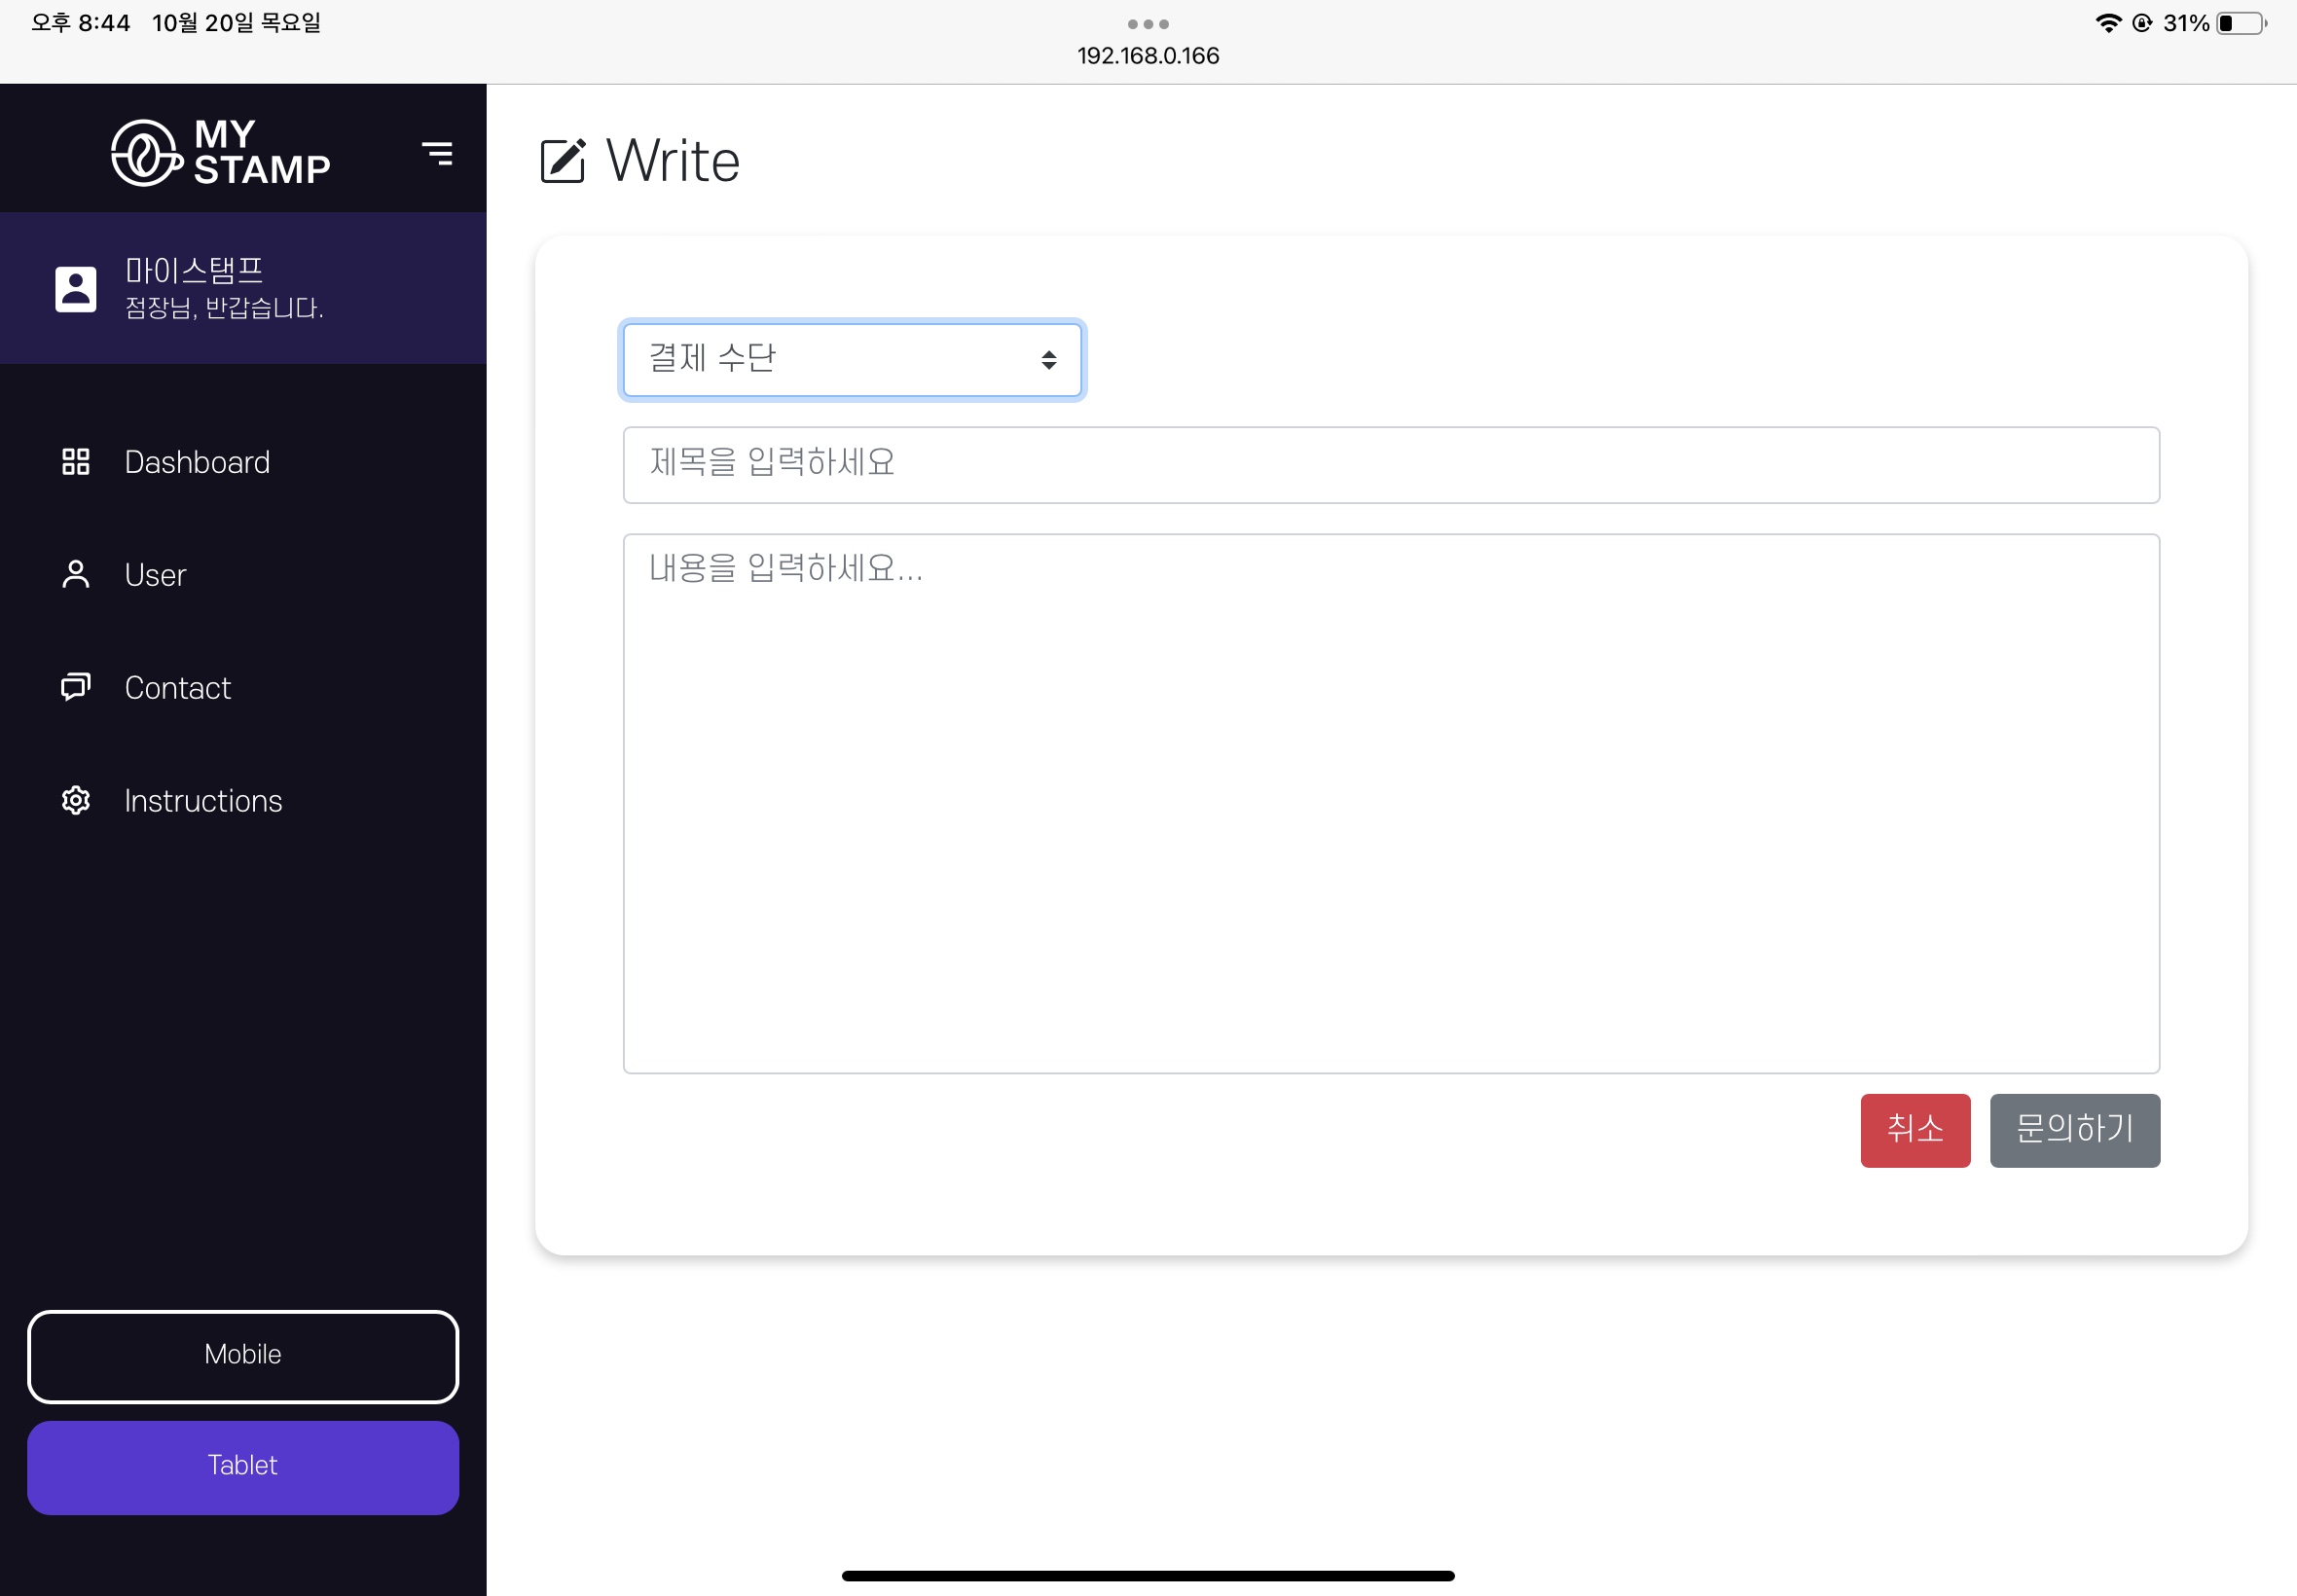 오후 8:44 10월 20일 목요일
31%
192.168.0.166
MY
STAMP
마이스탬프
점장님, 반갑습니다.
Dashboard
User
Contact
Instructions
Mobile
Tablet
Write
결제 수단
제목을 입력하세요
내용을 입력하세요...
취소 문의하기